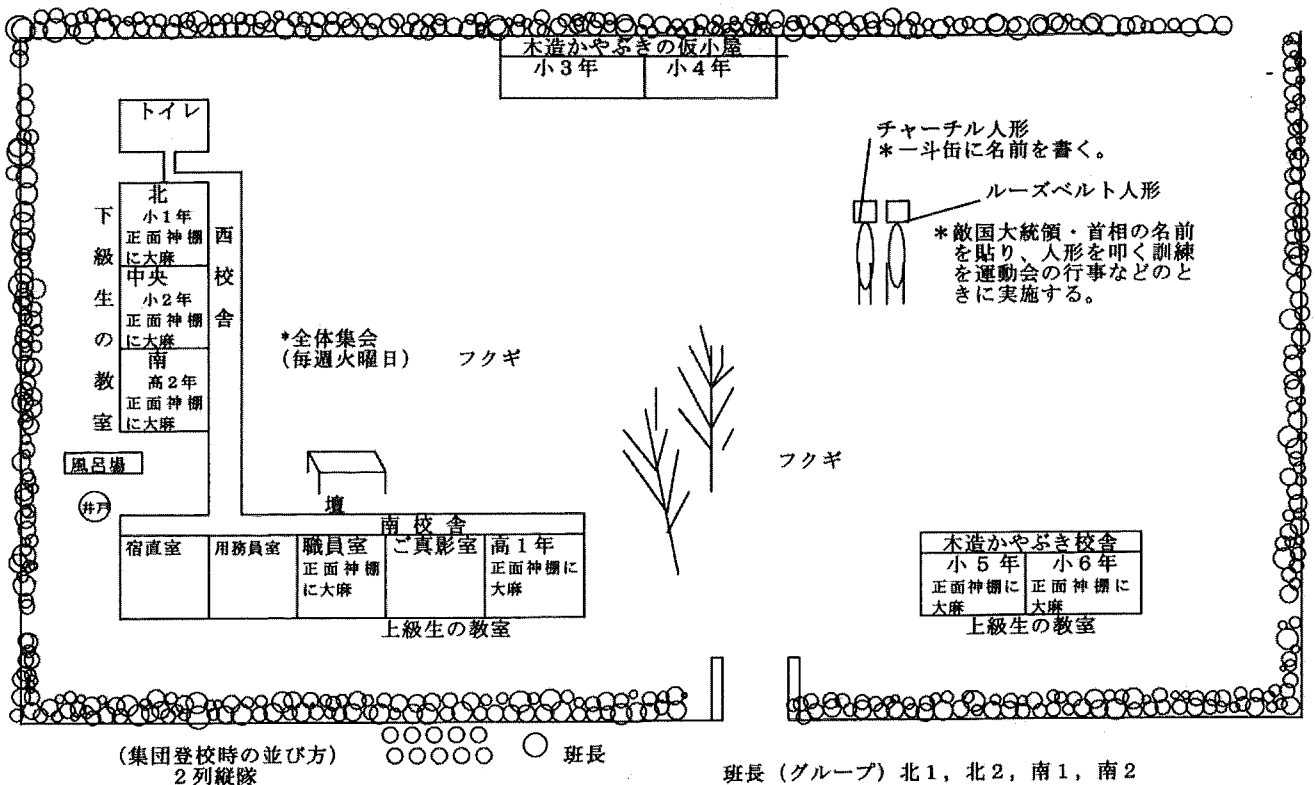 木造かやぶきの仮小屋
小3年
小4年
トイレ
チャーチル人形
*一斗缶に名前を書く。
ルーズベルト人形
*敵国大統領・首相の名前
を貼り、人形を叩く訓練
を運動会の行事などのと
きに実施する。
下級生の教室
西校舎
北
小1年
正面神棚
に大麻
中央
小2年
正面神棚
に大麻
南
高2年
正面神棚
に大麻
*全体集会
(毎週火曜日)
フクギ
フクギ
風呂場
井戸
壇
南校舎
宿直室
用務員室
職員室
正面神棚
に大麻
ご真影室
高1年
正面神棚に
大麻
上級生の教室
木造かやぶき校舎
小5年
正面神棚に
大麻
小6年
正面神棚に
大麻
上級生の教室
(集団登校時の並び方)
2列縦隊
班長
班長(グループ)北1,北2,南1,南2